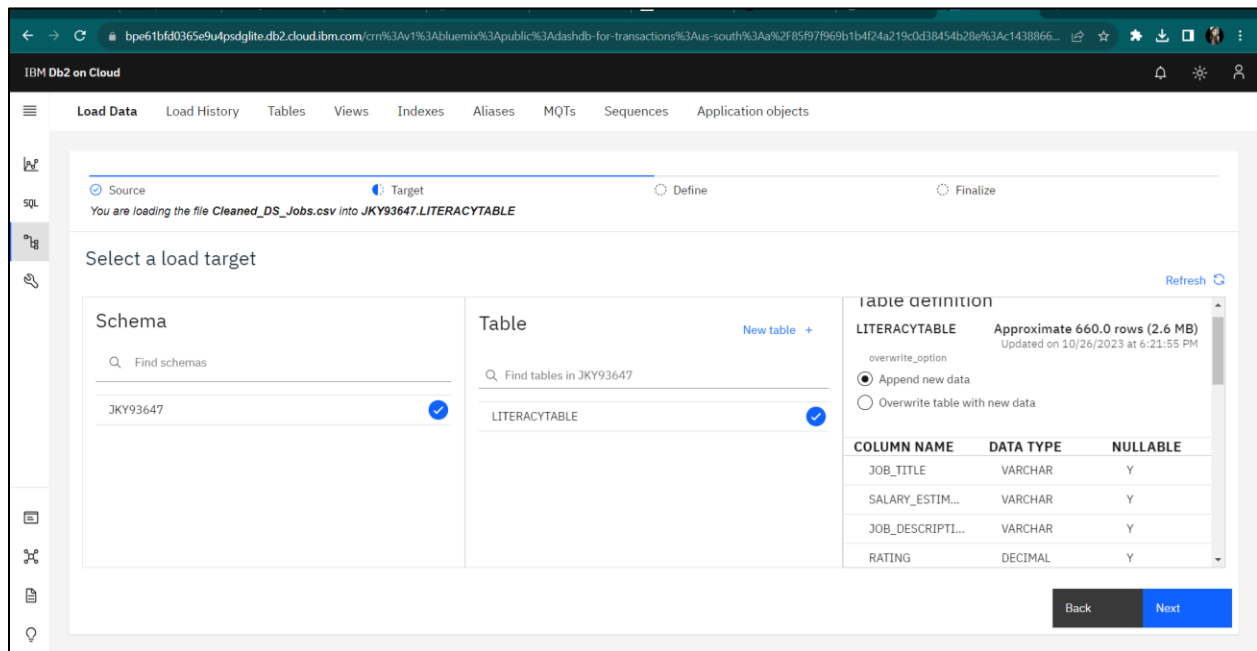 bpe61bfd0365e9u4psdglite.db2.cloud.ibm.com/crn%3Av1%3Abluemix%3Apublic%3Adashdb-for-transactions%3Aus-south%3Aa%2F85f97f969b1b4f24a219c0d38454b28e%3Ac1438866...
IBM Db2 on Cloud
Load Data Load History Tables Views Indexes Aliases MQTs Sequences Application objects
Source Target Define Finalize
You are loading the file Cleaned_DS_Jobs.csv into JKY93647.LITERACYTABLE
SQL
Select a load target
Refresh
Schema
Find schemas
JKY93647
Table
New table +
Find tables in JKY93647
LITERACYTABLE
Table definition
LITERACYTABLE Approximate 660.0 rows (2.6 MB)
Updated on 10/26/2023 at 6:21:55 PM
overwrite_option
Append new data
Overwrite table with new data
COLUMN NAME DATA TYPE NULLABLE
JOB_TITLE VARCHAR Y
SALARY_ESTIM... VARCHAR Y
JOB_DESCRIPTI... VARCHAR Y
RATING DECIMAL Y
Back Next